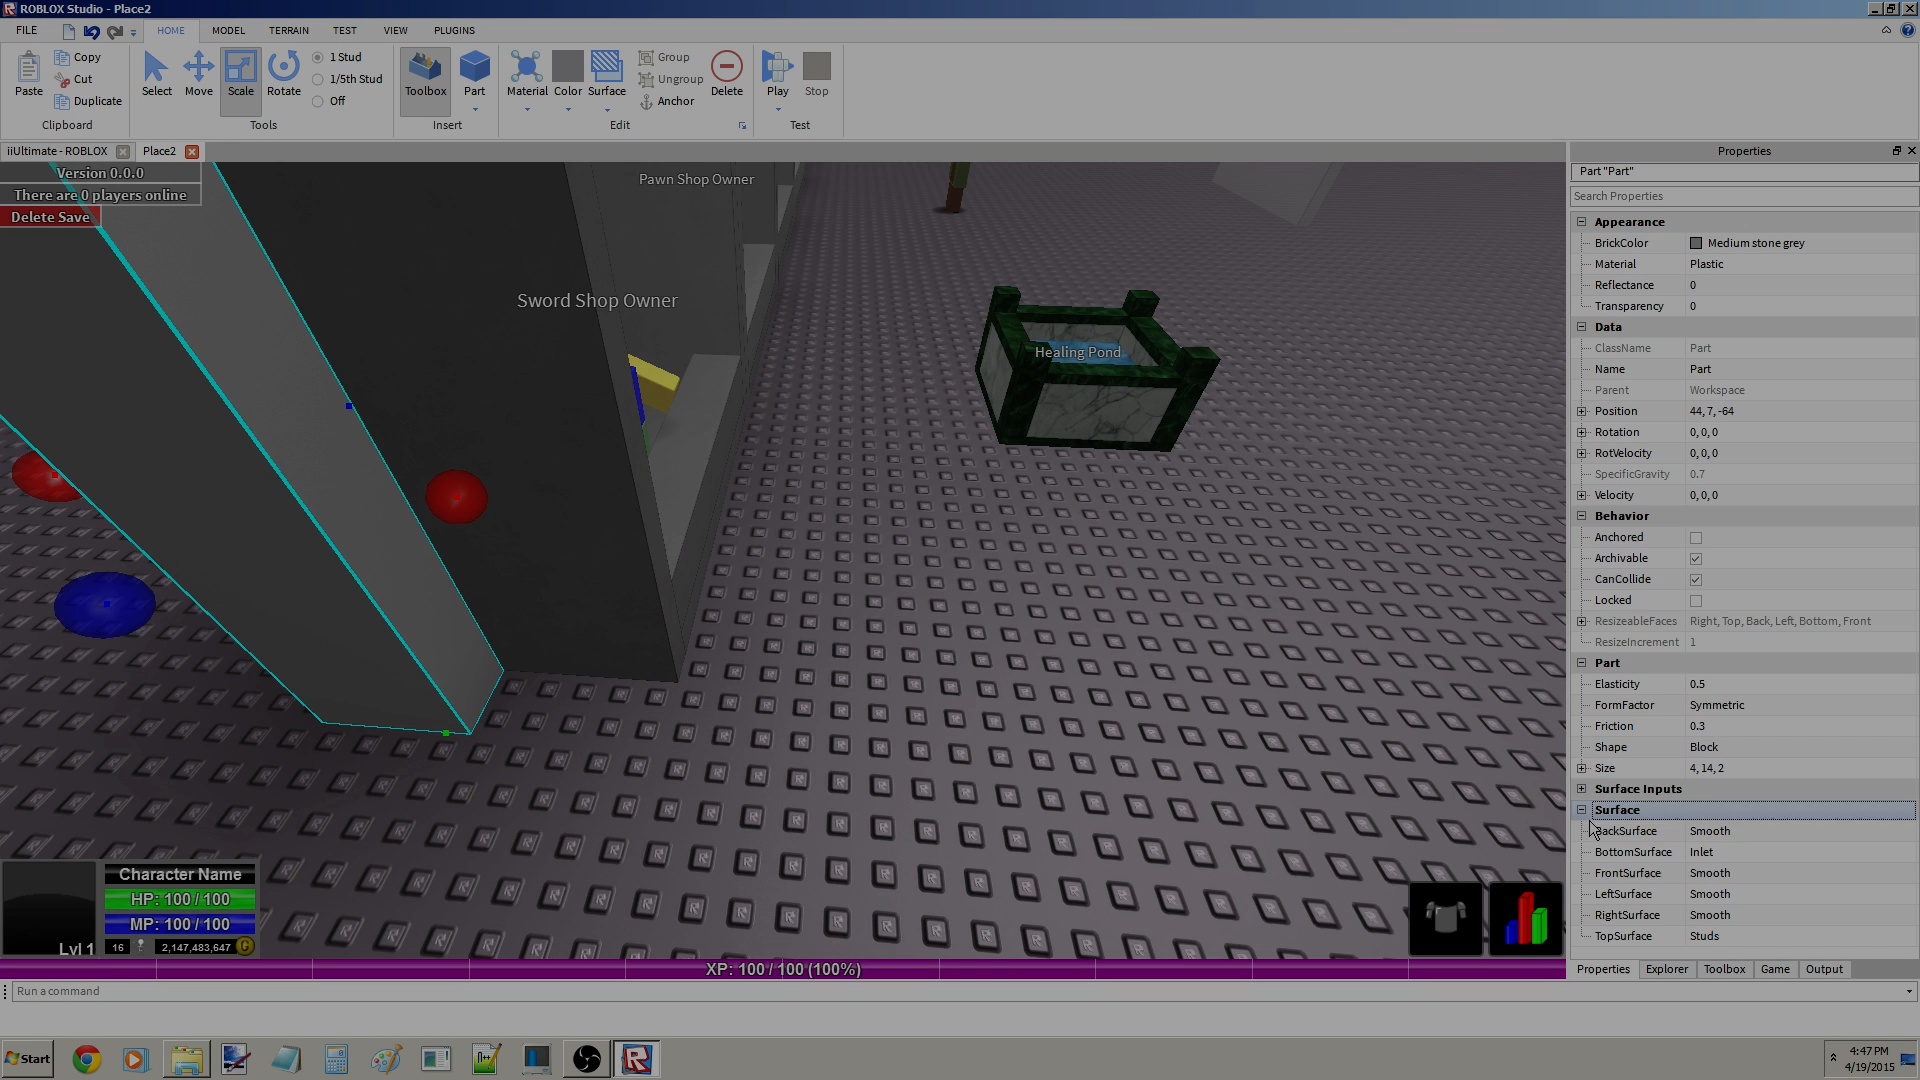 ROBLOX Studio - Place2
FILE HOME MODEL TERRAIN TEST VIEW PLUGINS
Paste
Copy
Cut
Duplicate
Clipboard
Select Move Scale Rotate
1 Stud
1/5th Stud
Off
Tools
Toolbox Part
Insert
Material Color Surface
Group
Ungroup
Anchor
Delete
Edit
Play Stop
Test
iiUltimate - ROBLOX
Place2
Version 0.0.0
There are 0 players online
Delete Save
Pawn Shop Owner
Sword Shop Owner
Healing Pond
Character Name
HP: 100 / 100
MP: 100 / 100
Lvl 1
16
2,147,483,647
XP: 100 / 100 (100%)
Properties
Part "Part"
Search Properties
Appearance
BrickColor Medium stone grey
Material Plastic
Reflectance 0
Transparency 0
Data
ClassName Part
Name Part
Parent Workspace
Position 44, 7, -64
Rotation 0, 0, 0
RotVelocity 0, 0, 0
SpecificGravity 0.7
Velocity 0, 0, 0
Behavior
Anchored
Archivable
CanCollide
Locked
ResizeableFaces Right, Top, Back, Left, Bottom, Front
ResizeIncrement 1
Part
Elasticity 0.5
FormFactor Symmetric
Friction 0.3
Shape Block
Size 4, 14, 2
Surface Inputs
Surface
BackSurface Smooth
BottomSurface Inlet
FrontSurface Smooth
LeftSurface Smooth
RightSurface Smooth
TopSurface Studs
Properties Explorer Toolbox Game Output
Run a command
Start
4:47 PM
4/19/2015